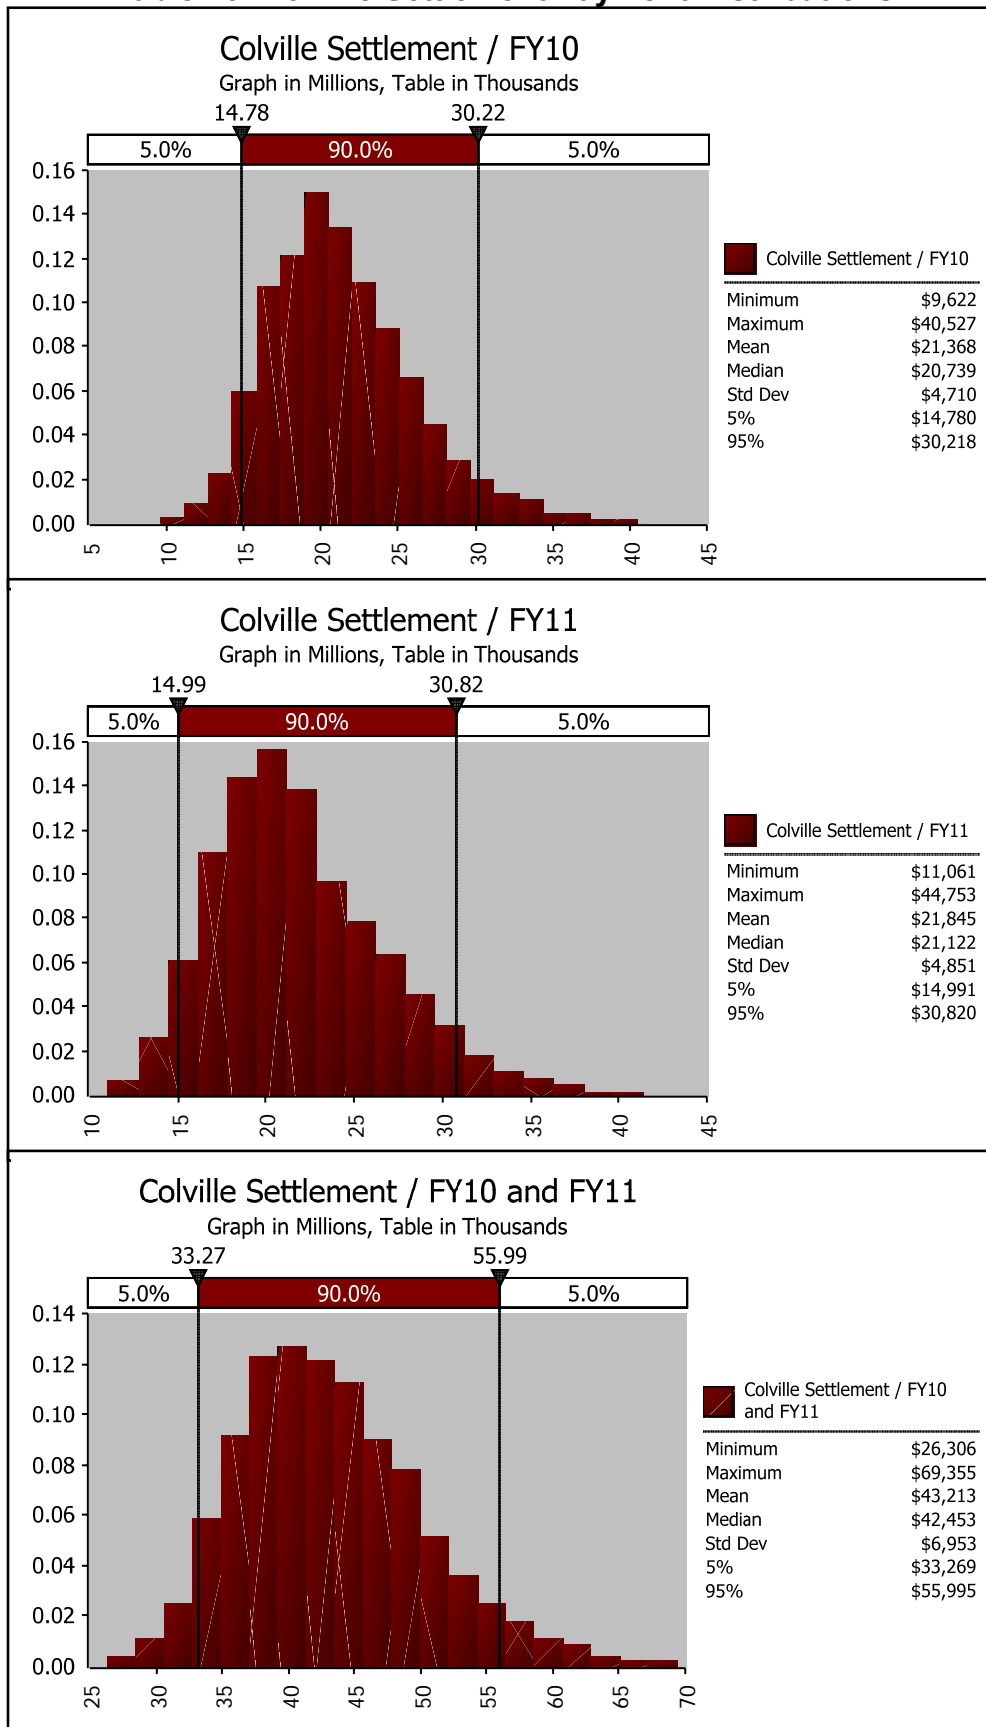 Colville Settlement / FY10
Graph in Millions, Table in Thousands
14.78 30.22
5.0% 90.0% 5.0%
0.16
0.14
0.12
0.10
0.08
0.06
0.04
0.02
0.00
5 10 15 20 25 30 35 40 45
Colville Settlement / FY10
Minimum $9,622
Maximum $40,527
Mean $21,368
Median $20,739
Std Dev $4,710
5% $14,780
95% $30,218
Colville Settlement / FY11
Graph in Millions, Table in Thousands
14.99 30.82
5.0% 90.0% 5.0%
0.16
0.14
0.12
0.10
0.08
0.06
0.04
0.02
0.00
10 15 20 25 30 35 40 45
Colville Settlement / FY11
Minimum $11,061
Maximum $44,753
Mean $21,845
Median $21,122
Std Dev $4,851
5% $14,991
95% $30,820
Colville Settlement / FY10 and FY11
Graph in Millions, Table in Thousands
33.27 55.99
5.0% 90.0% 5.0%
0.14
0.12
0.10
0.08
0.06
0.04
0.02
0.00
25 30 35 40 45 50 55 60 65 70
Colville Settlement / FY10
and FY11
Minimum $26,306
Maximum $69,355
Mean $43,213
Median $42,453
Std Dev $6,953
5% $33,269
95% $55,995